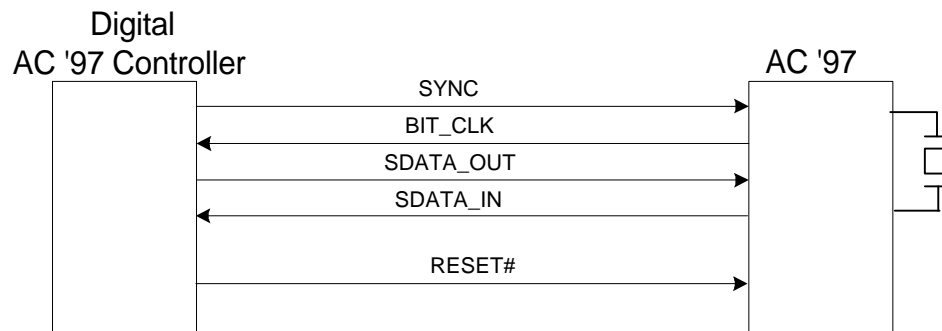 Digital
AC '97 Controller
AC '97
SYNC
BIT_CLK
SDATA_OUT
SDATA_IN
RESET#